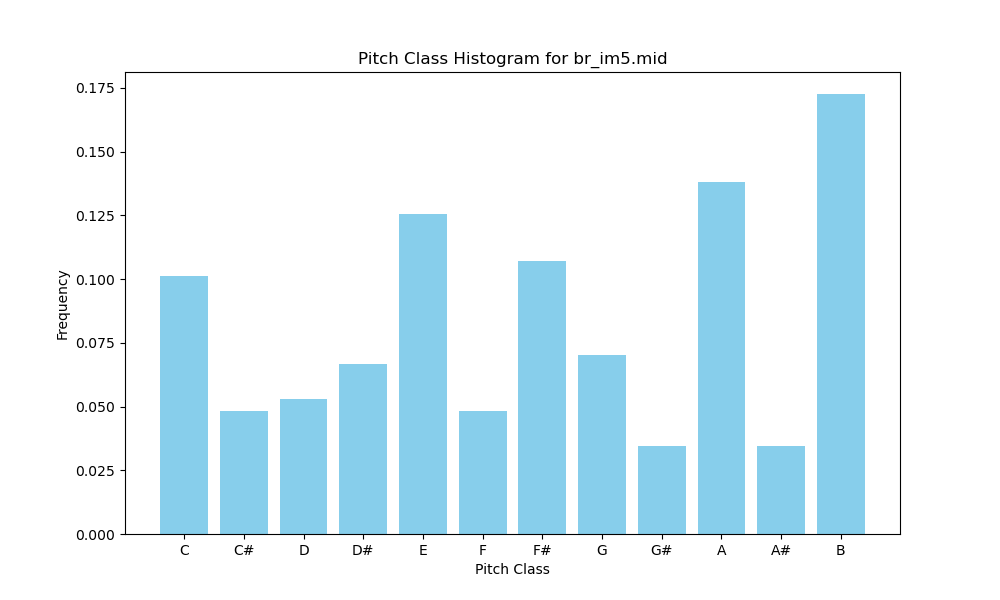 Pitch Class Histogram for br_im5.mid
0.175
0.150
0.125
0.100
0.075
0.050
0.025
0.000
Frequency
C C# D D# E F F# G G# A A# B
Pitch Class